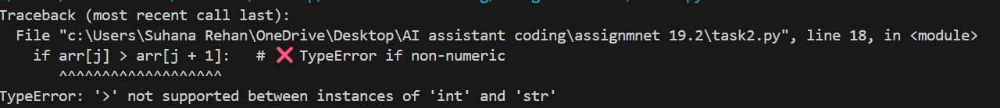 Traceback (most recent call last):
  File "c:\Users\Suhana Rehan\OneDrive\Desktop\AI assistant coding\assignmnet 19.2\task2.py", line 18, in <module>
    if arr[j] > arr[j + 1]:   # ❌ TypeError if non-numeric
       ^^^^^^^^^^^^^^^^^^^
TypeError: '>' not supported between instances of 'int' and 'str'